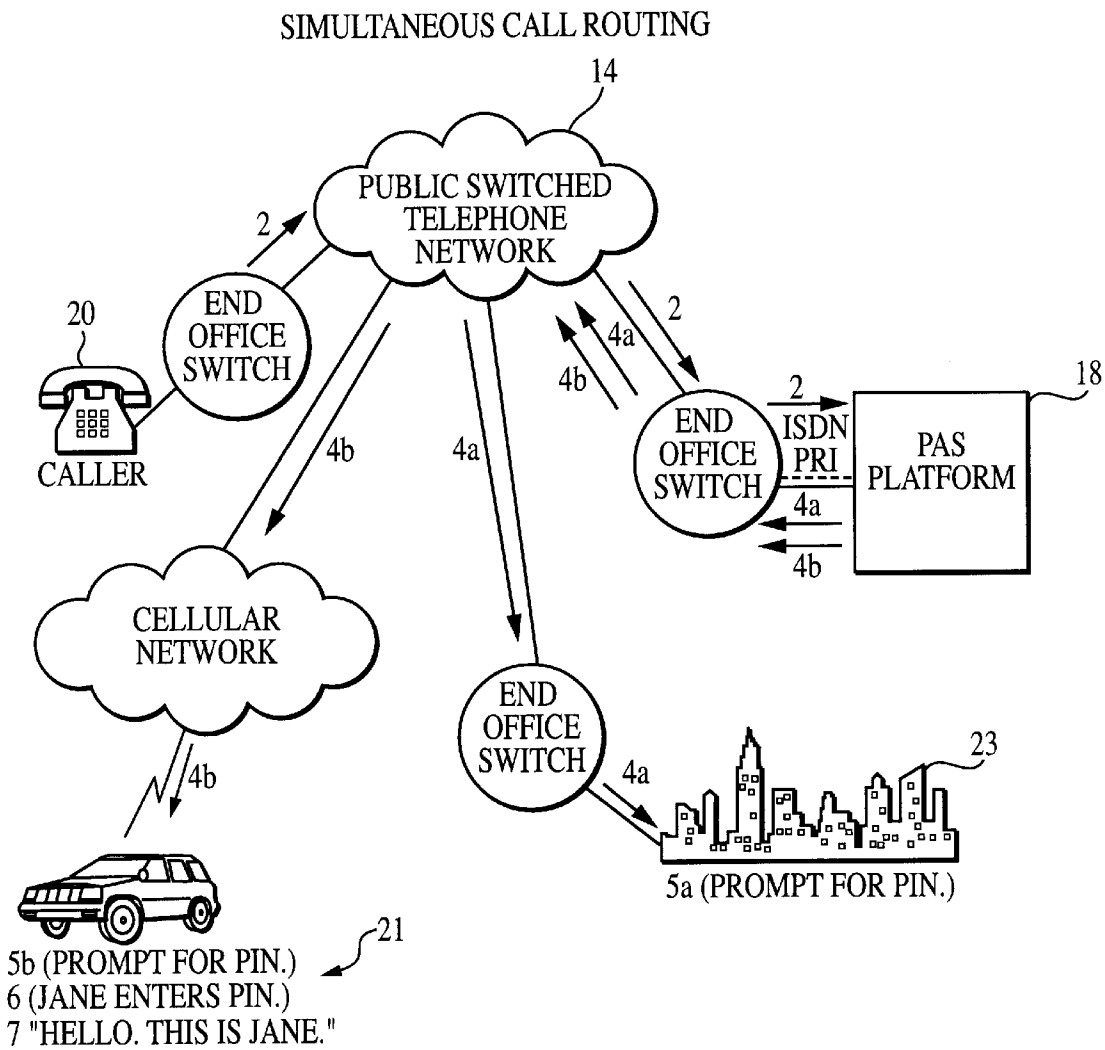 SIMULTANEOUS CALL ROUTING
14
PUBLIC SWITCHED
TELEPHONE
NETWORK
2
END
OFFICE
SWITCH
20
CALLER
2
4a
4b
END
OFFICE
SWITCH
2
ISDN
PRI
4a
4b
18
PAS
PLATFORM
4b
4a
CELLULAR
NETWORK
4b
END
OFFICE
SWITCH
4a
23
5a (PROMPT FOR PIN.)
21
5b (PROMPT FOR PIN.)
6 (JANE ENTERS PIN.)
7 "HELLO. THIS IS JANE."